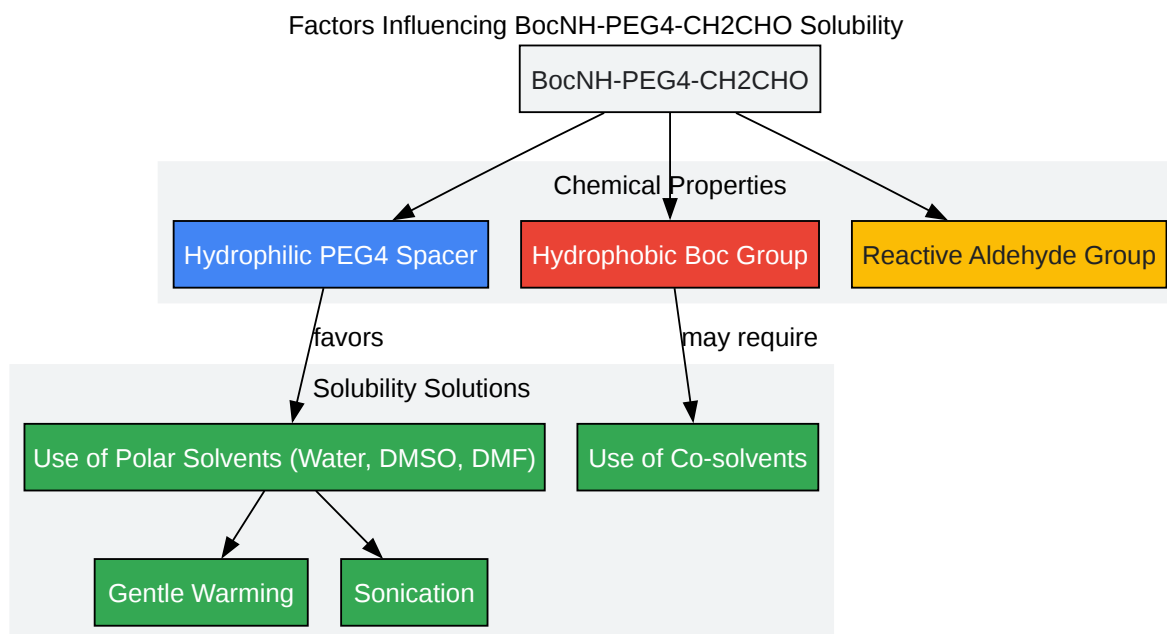 Factors Influencing BocNH-PEG4-CH2CHO Solubility
BocNH-PEG4-CH2CHO
Chemical Properties
Hydrophilic PEG4 Spacer
Hydrophobic Boc Group
Reactive Aldehyde Group
favors
may require
Solubility Solutions
Use of Polar Solvents (Water, DMSO, DMF)
Use of Co-solvents
Gentle Warming
Sonication